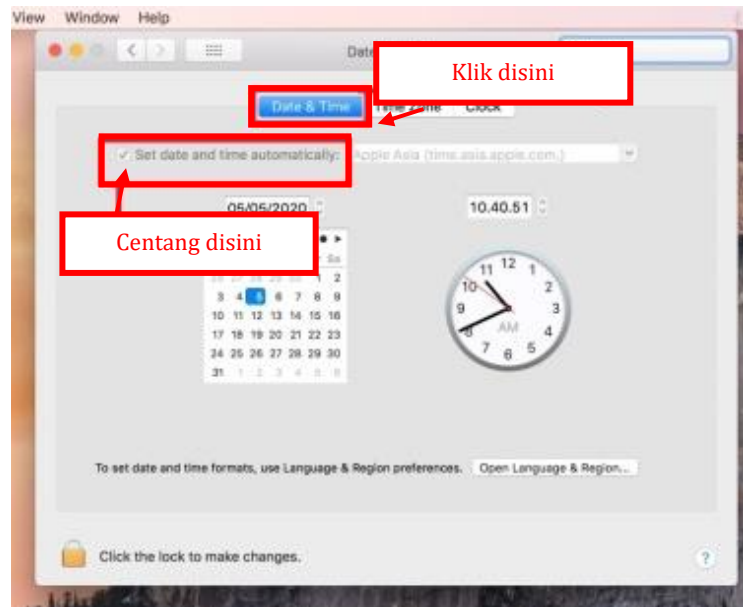 View Window Help
Dat
Klik disini
Date & Time Time Zone Clock
Set date and time automatically: Apple Asia (time.asia.apple.com.)
05/05/2020 10.40.51
Centang disini
Sa
1 2
3 4 5 6 7 8 9
10 11 12 13 14 15 16
17 18 19 20 21 22 23
24 25 26 27 28 29 30
31 1 2 3 4 5 6
11 12 1
10 2
9 3
8 AM 4
7 6 5
To set date and time formats, use Language & Region preferences. Open Language & Region...
Click the lock to make changes. ?